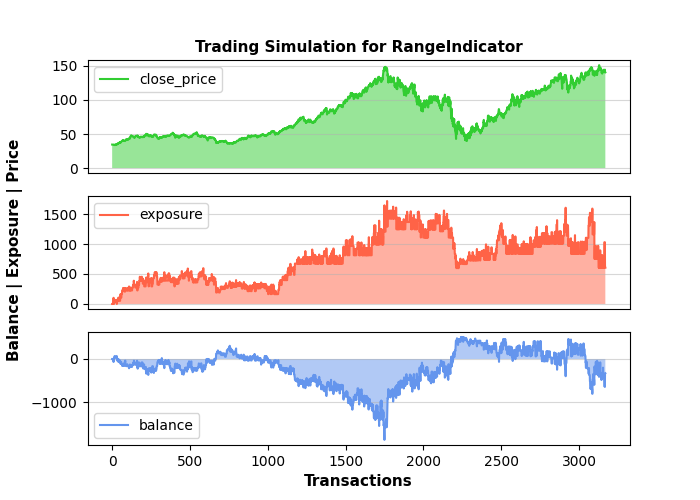 Trading Simulation for RangeIndicator
150
100
50
0
close_price
1500
1000
500
0
exposure
0
−1000
balance
0 500 1000 1500 2000 2500 3000
Transactions
Balance | Exposure | Price